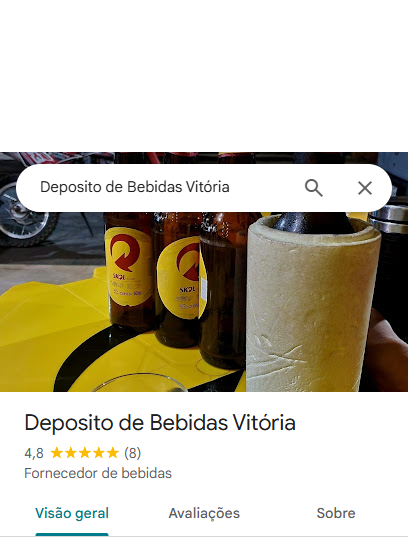 Deposito de Bebidas Vitória
SKOL
SKOL
Deposito de Bebidas Vitória
4,8 (8)
Fornecedor de bebidas
Visão geral Avaliações Sobre